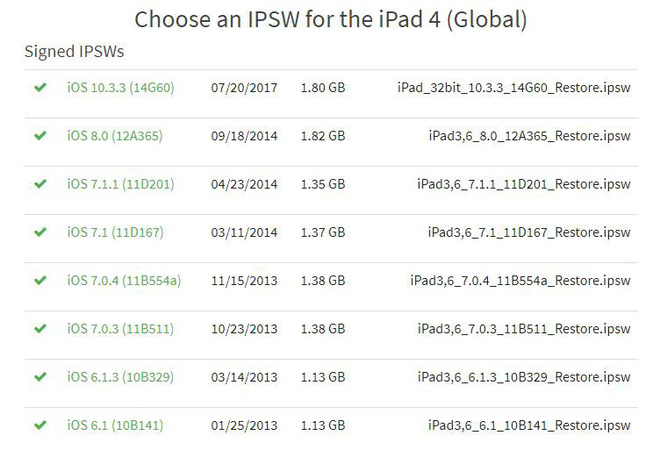 Choose an IPSW for the iPad 4 (Global)
Signed IPSWs
iOS 10.3.3 (14G60) 07/20/2017 1.80 GB iPad_32bit_10.3.3_14G60_Restore.ipsw
iOS 8.0 (12A365) 09/18/2014 1.82 GB iPad3,6_8.0_12A365_Restore.ipsw
iOS 7.1.1 (11D201) 04/23/2014 1.35 GB iPad3,6_7.1.1_11D201_Restore.ipsw
iOS 7.1 (11D167) 03/11/2014 1.37 GB iPad3,6_7.1_11D167_Restore.ipsw
iOS 7.0.4 (11B554a) 11/15/2013 1.38 GB iPad3,6_7.0.4_11B554a_Restore.ipsw
iOS 7.0.3 (11B511) 10/23/2013 1.38 GB iPad3,6_7.0.3_11B511_Restore.ipsw
iOS 6.1.3 (10B329) 03/14/2013 1.13 GB iPad3,6_6.1.3_10B329_Restore.ipsw
iOS 6.1 (10B141) 01/25/2013 1.13 GB iPad3,6_6.1_10B141_Restore.ipsw